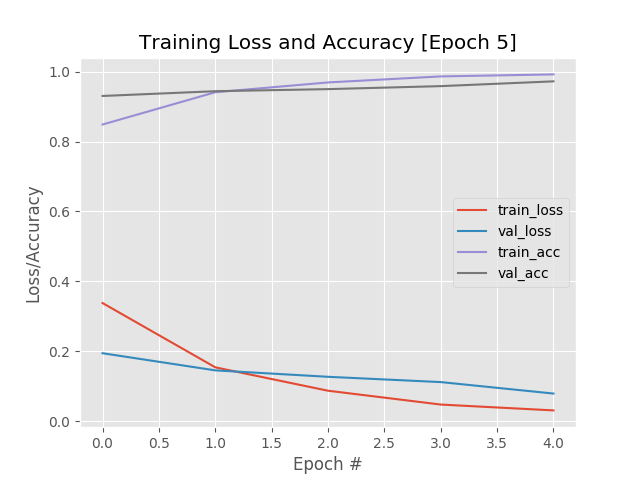 Training Loss and Accuracy [Epoch 5]
Loss/Accuracy
1.0
0.8
0.6
0.4
0.2
0.0
train_loss
val_loss
train_acc
val_acc
0.0 0.5 1.0 1.5 2.0 2.5 3.0 3.5 4.0
Epoch #